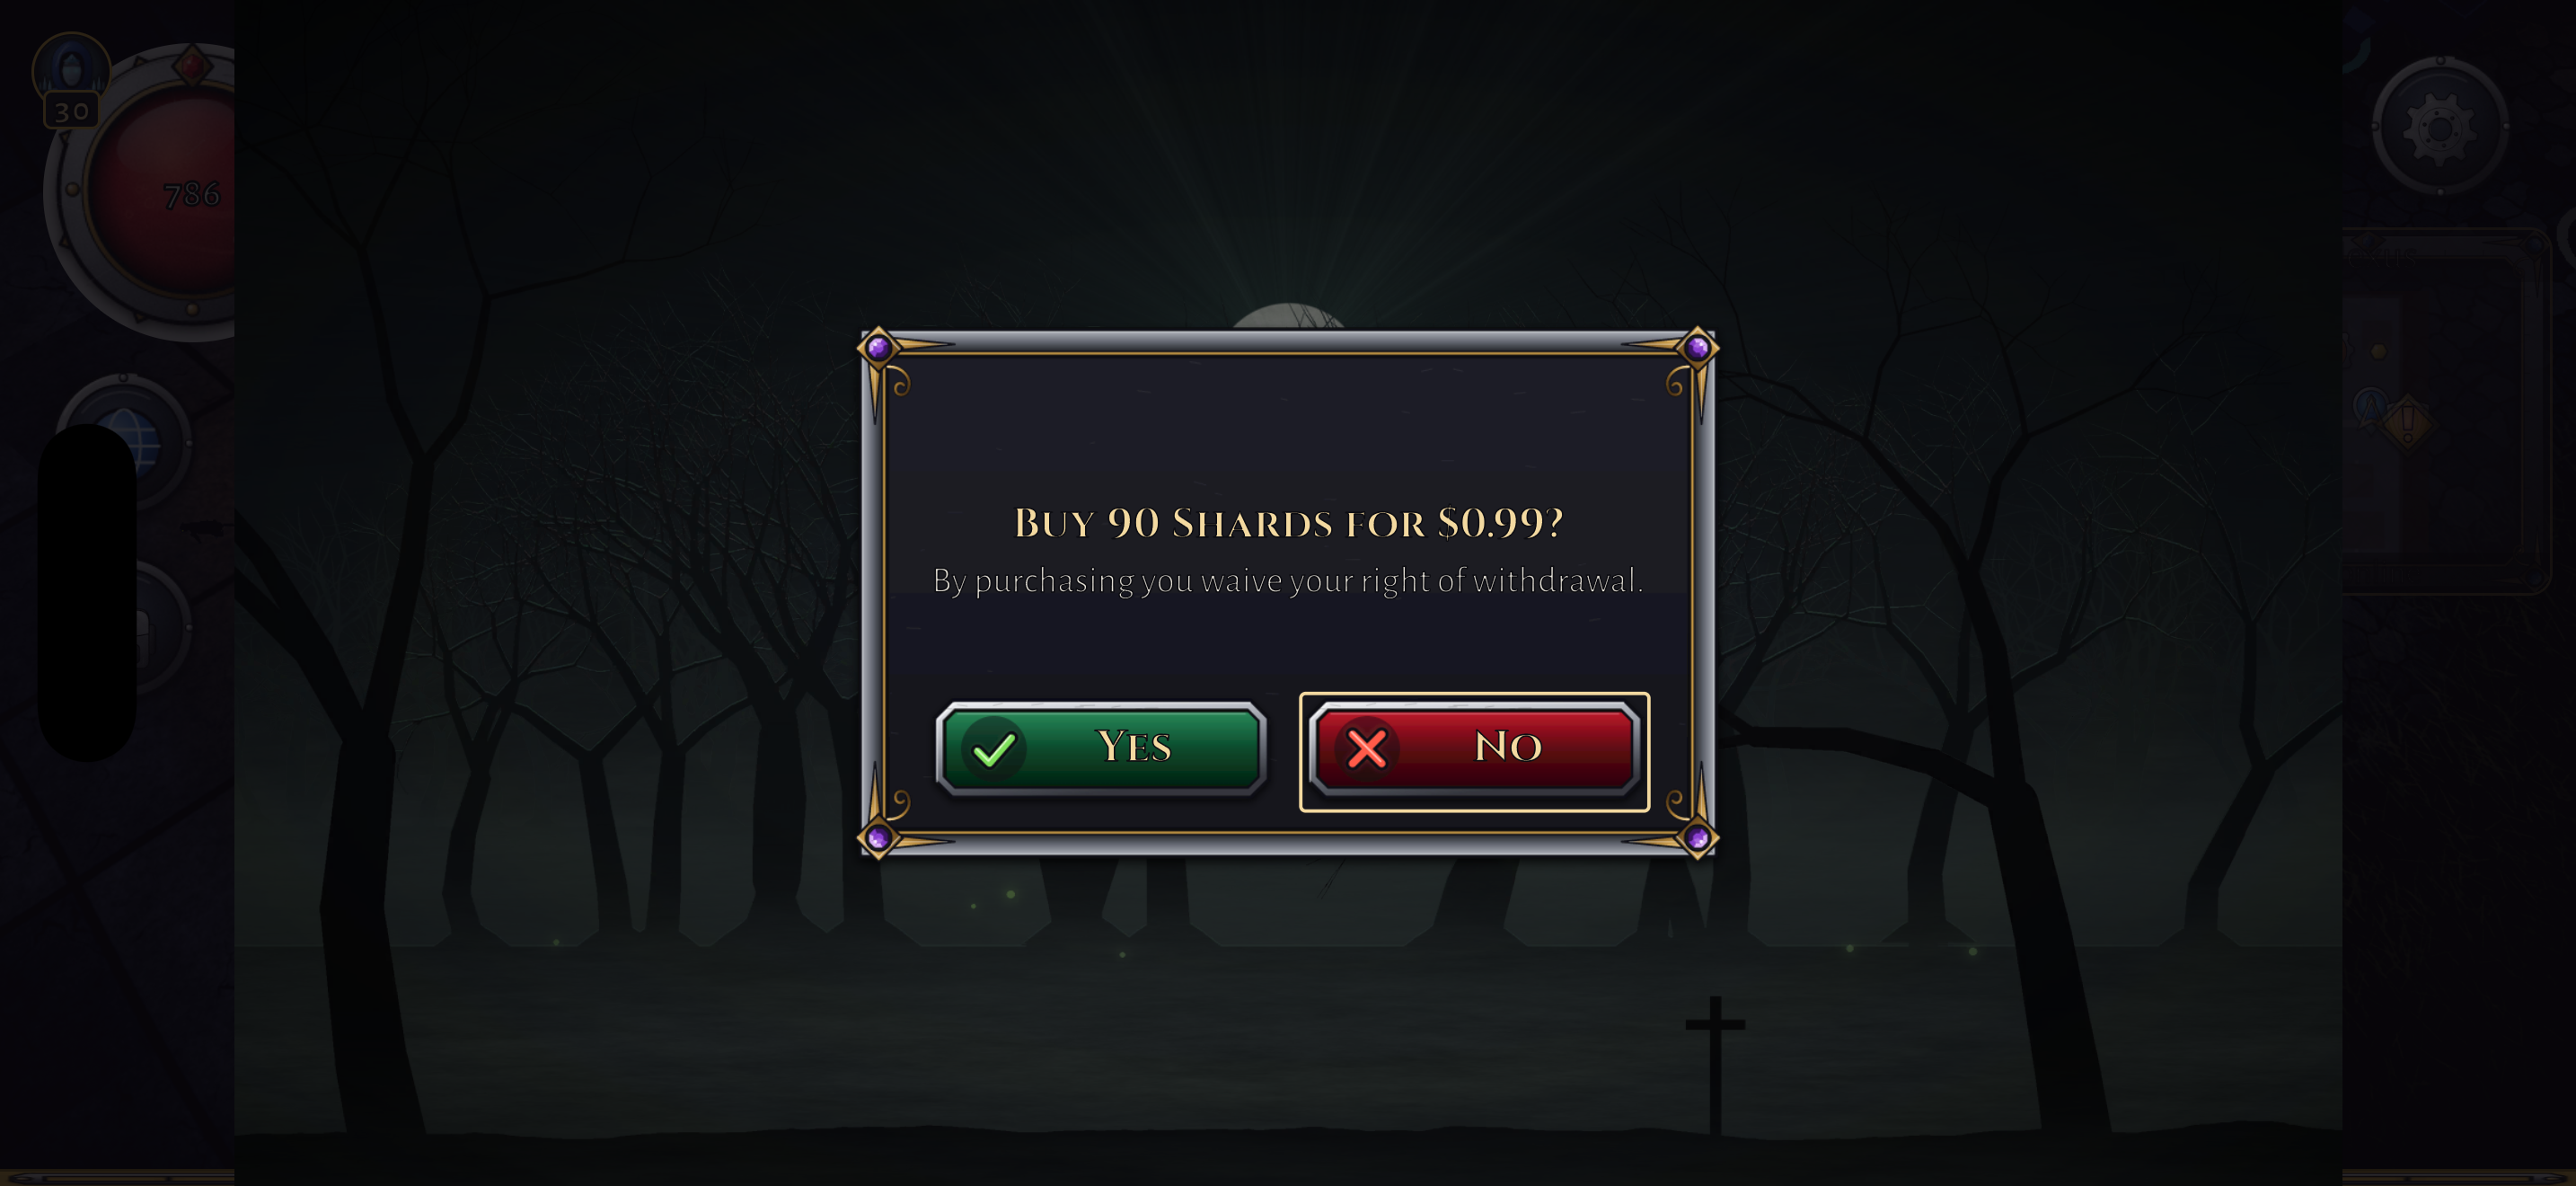 30
786
Buy 90 Shards for $0.99?
By purchasing you waive your right of withdrawal.
Yes
No